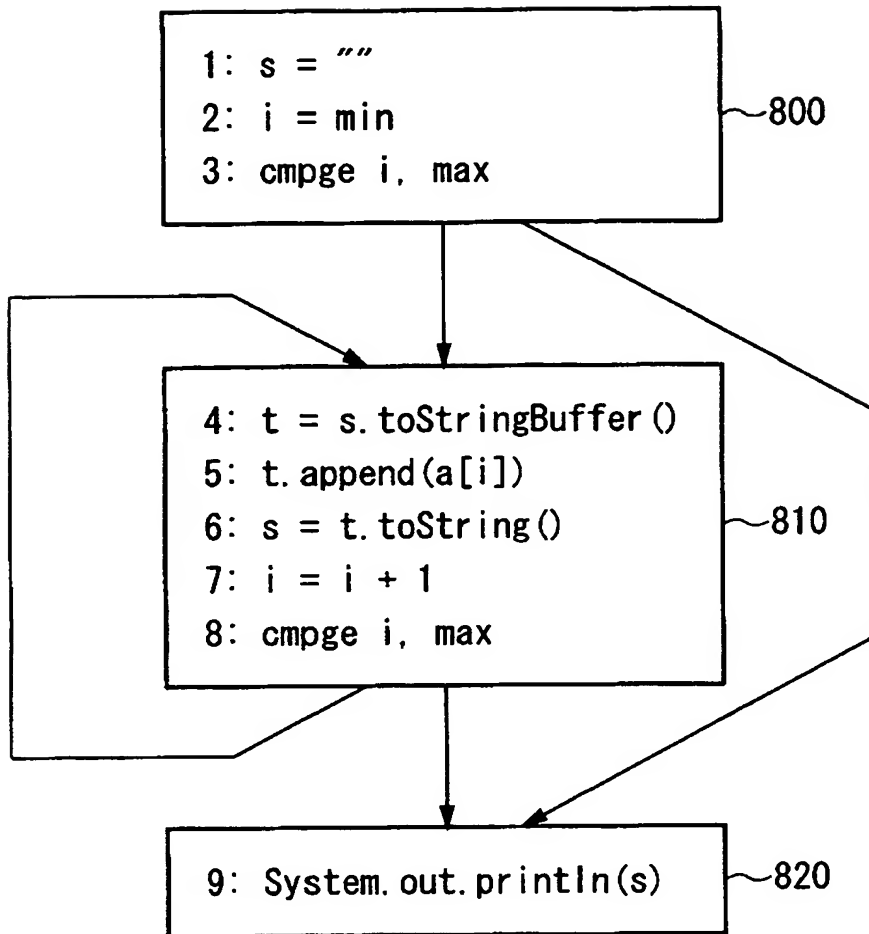 1: s = ""
2: i = min
3: cmpge i, max
800
4: t = s.toStringBuffer()
5: t.append(a[i])
6: s = t.toString()
7: i = i + 1
8: cmpge i, max
810
9: System.out.println(s)
820